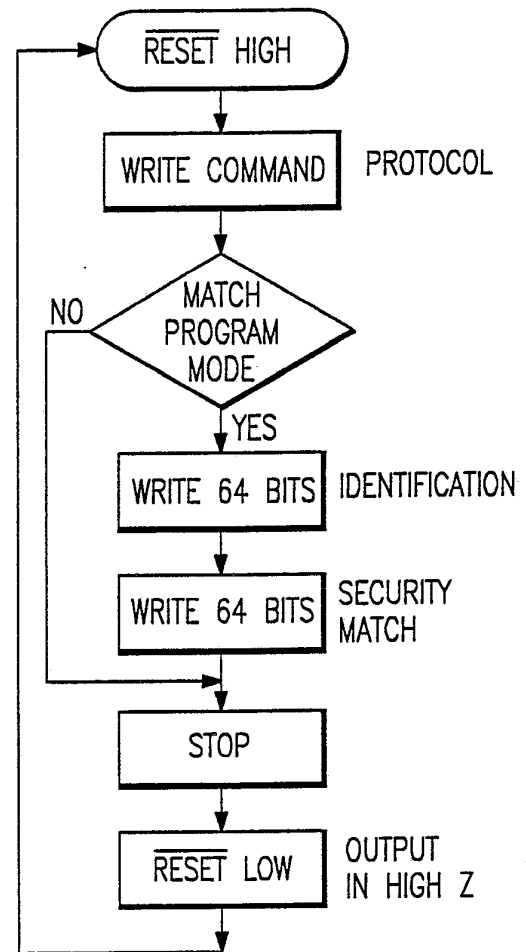 RESET HIGH
WRITE COMMAND
PROTOCOL
MATCH
PROGRAM
MODE
NO
YES
WRITE 64 BITS
IDENTIFICATION
WRITE 64 BITS
SECURITY
MATCH
STOP
RESET LOW
OUTPUT
IN HIGH Z